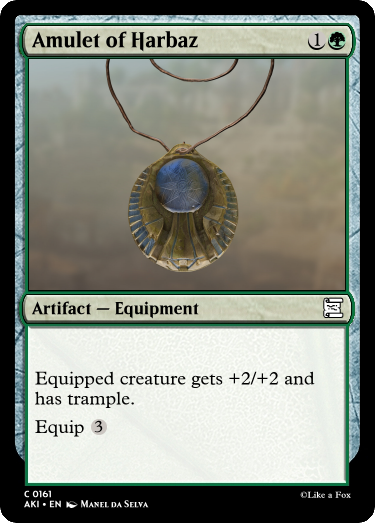 Amulet of Harbaz 1
Artifact — Equipment
Equipped creature gets +2/+2 and
has trample.
Equip 3
C 0161
AKI • EN Manel da Silva
©Like a Fox